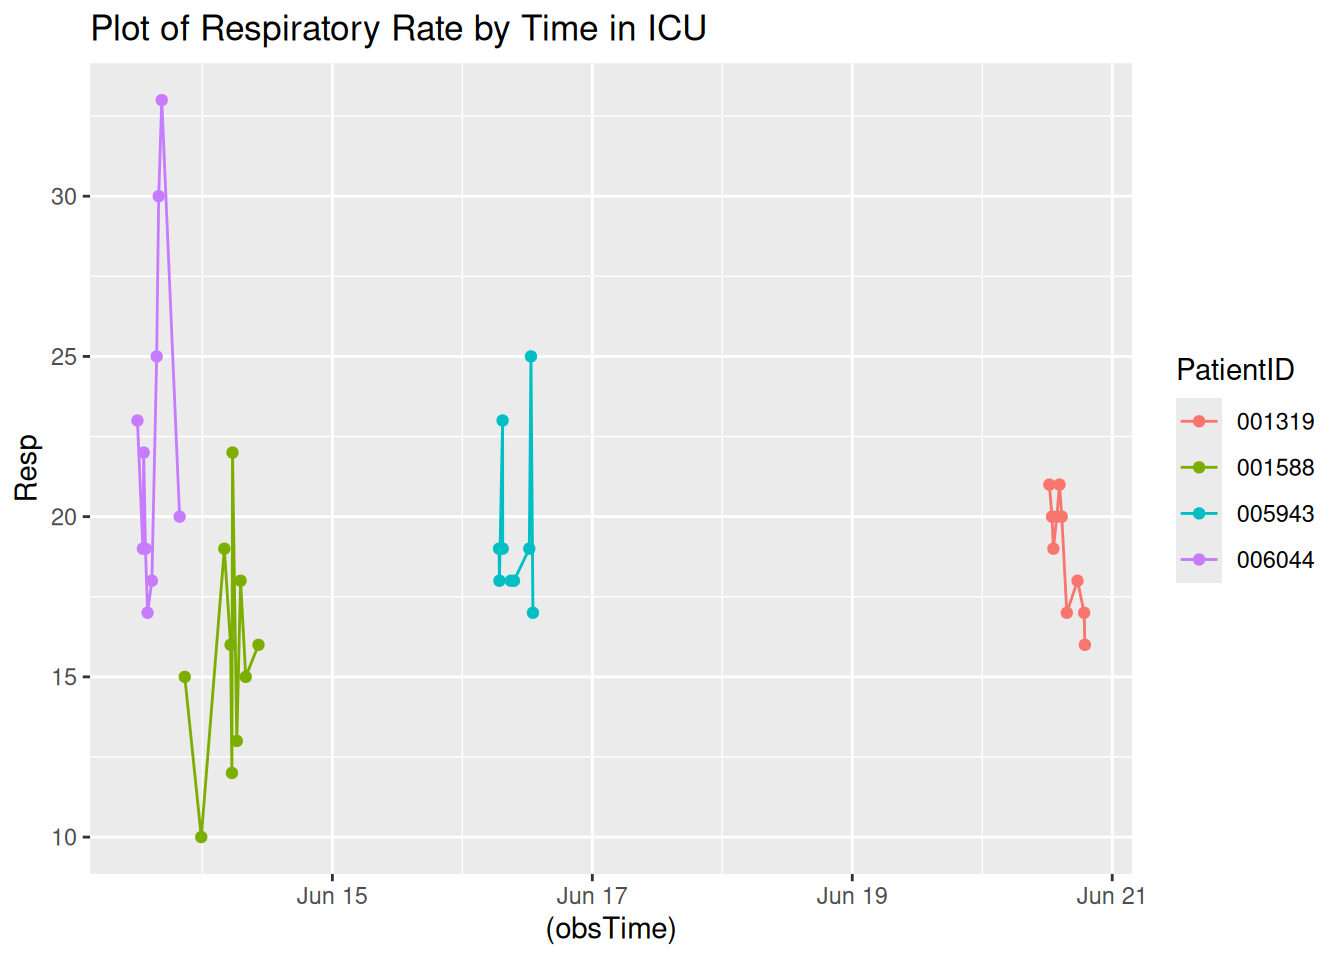 Plot of Respiratory Rate by Time in ICU
Resp
30
25
20
15
10
Jun 15 Jun 17 Jun 19 Jun 21
(obsTime)
PatientID
001319
001588
005943
006044